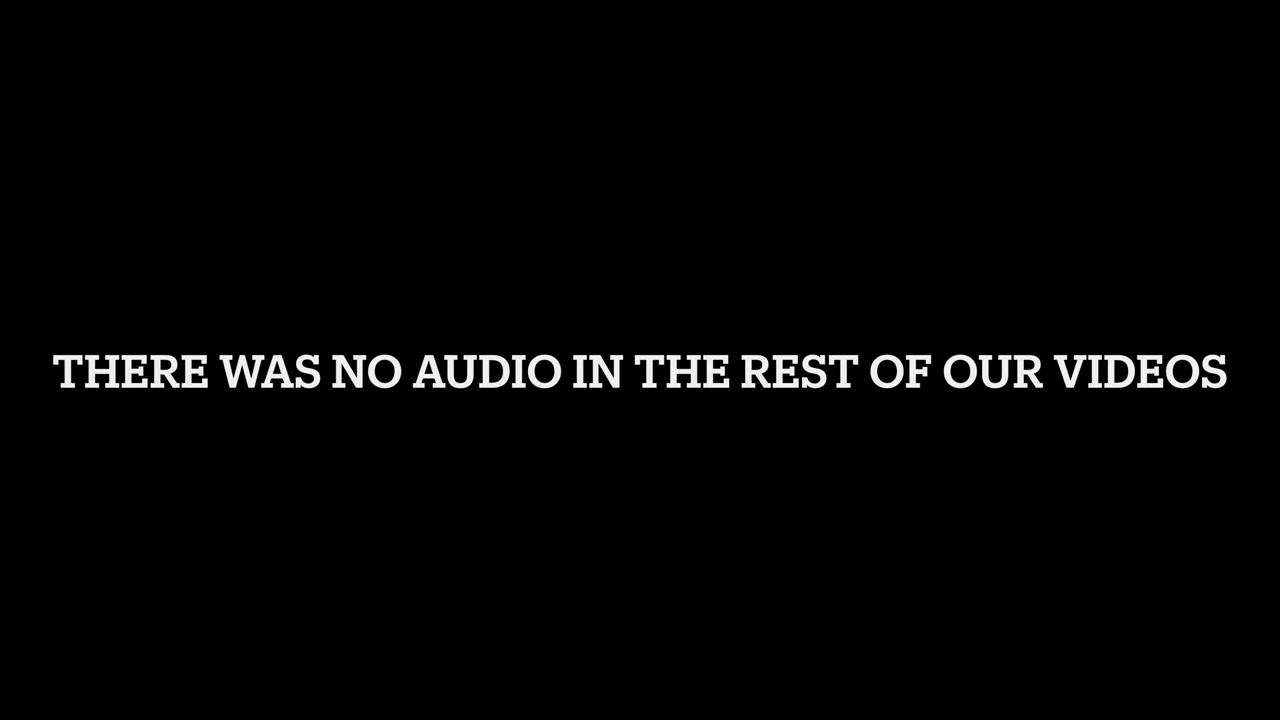 THERE WAS NO AUDIO IN THE REST OF OUR VIDEOS